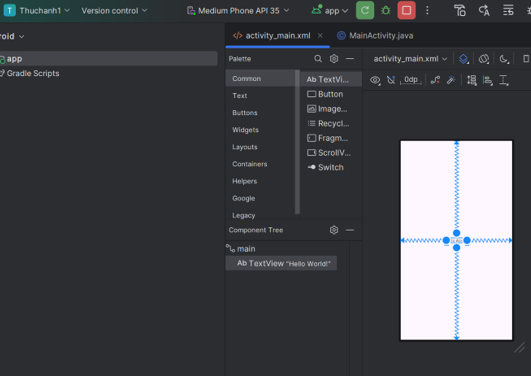 T Thuchanh1 Version control Medium Phone API 35 app
roid
activity_main.xml MainActivity.java
app
Gradle Scripts
Palette
activity_main.xml
0dp
Common
Text
Buttons
Widgets
Layouts
Containers
Helpers
Google
Legacy
Ab TextV...
Button
Image...
Recycl...
Fragm...
ScrollV...
Switch
Component Tree
main
Ab TextView "Hello World!"